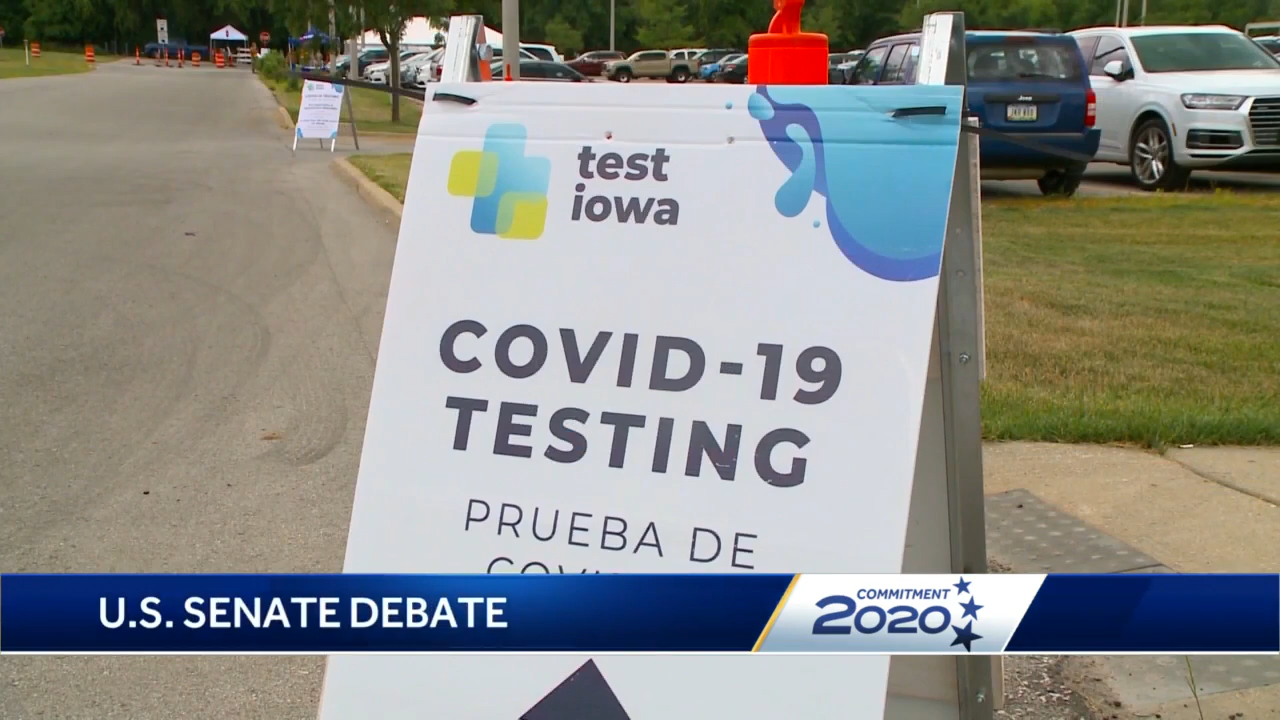 test
iowa
COVID-19
TESTING
PRUEBA DE
U.S. SENATE DEBATE
COMMITMENT
2020